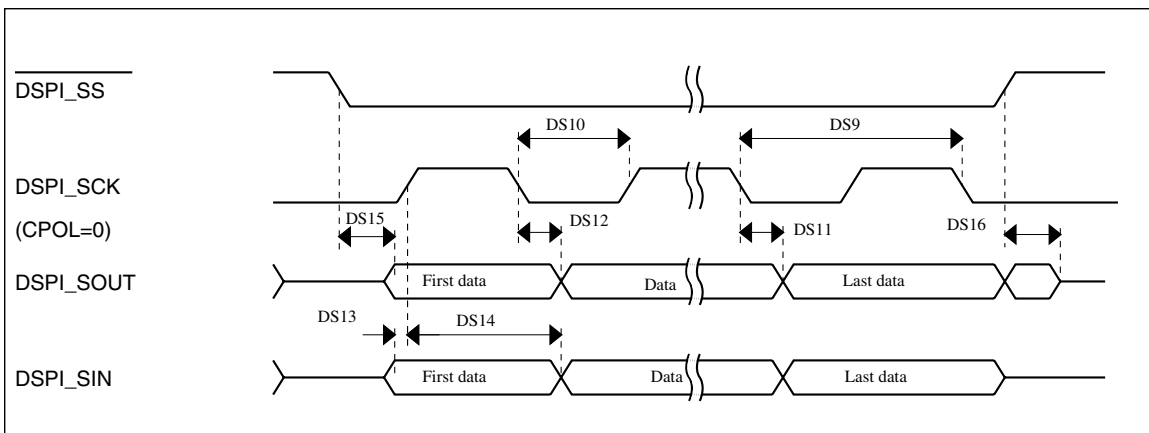 DSPI_SS
DS10
DS9
DSPI_SCK
(CPOL=0)
DS15
DS12
DS11
DS16
DSPI_SOUT
First data
Data
Last data
DS13
DS14
DSPI_SIN
First data
Data
Last data